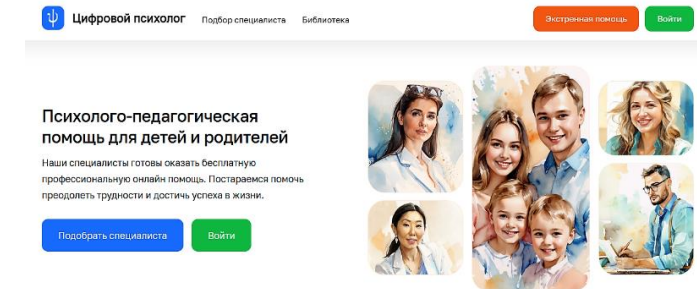 Цифровой психолог Подбор специалиста Библиотека Экстренная помощь Войти
Психолого-педагогическая
помощь для детей и родителей
Наши специалисты готовы оказать бесплатную
профессиональную онлайн помощь. Постараемся помочь
преодолеть трудности и достичь успеха в жизни.
Подобрать специалиста Войти